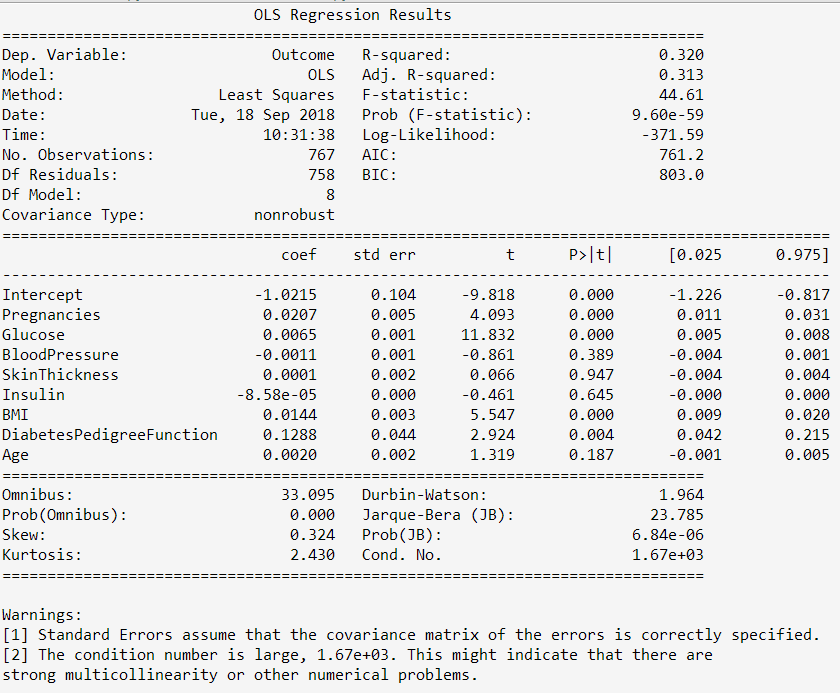 OLS Regression Results
==============================================================================
Dep. Variable:                Outcome   R-squared:                       0.320
Model:                            OLS   Adj. R-squared:                  0.313
Method:                 Least Squares   F-statistic:                     44.61
Date:                Tue, 18 Sep 2018   Prob (F-statistic):           9.60e-59
Time:                        10:31:38   Log-Likelihood:                -371.59
No. Observations:                 767   AIC:                             761.2
Df Residuals:                     758   BIC:                             803.0
Df Model:                           8
Covariance Type:            nonrobust
============================================================================================
                               coef    std err          t      P>|t|      [0.025      0.975]
--------------------------------------------------------------------------------------------
Intercept                   -1.0215      0.104     -9.818      0.000      -1.226      -0.817
Pregnancies                  0.0207      0.005      4.093      0.000       0.011       0.031
Glucose                      0.0065      0.001     11.832      0.000       0.005       0.008
BloodPressure               -0.0011      0.001     -0.861      0.389      -0.004       0.001
SkinThickness                0.0001      0.002      0.066      0.947      -0.004       0.004
Insulin                   -8.58e-05      0.000     -0.461      0.645      -0.000       0.000
BMI                          0.0144      0.003      5.547      0.000       0.009       0.020
DiabetesPedigreeFunction     0.1288      0.044      2.924      0.004       0.042       0.215
Age                          0.0020      0.002      1.319      0.187      -0.001       0.005
==============================================================================
Omnibus:                       33.095   Durbin-Watson:                   1.964
Prob(Omnibus):                  0.000   Jarque-Bera (JB):               23.785
Skew:                           0.324   Prob(JB):                     6.84e-06
Kurtosis:                       2.430   Cond. No.                     1.67e+03
==============================================================================
Warnings:
[1] Standard Errors assume that the covariance matrix of the errors is correctly specified.
[2] The condition number is large, 1.67e+03. This might indicate that there are
strong multicollinearity or other numerical problems.